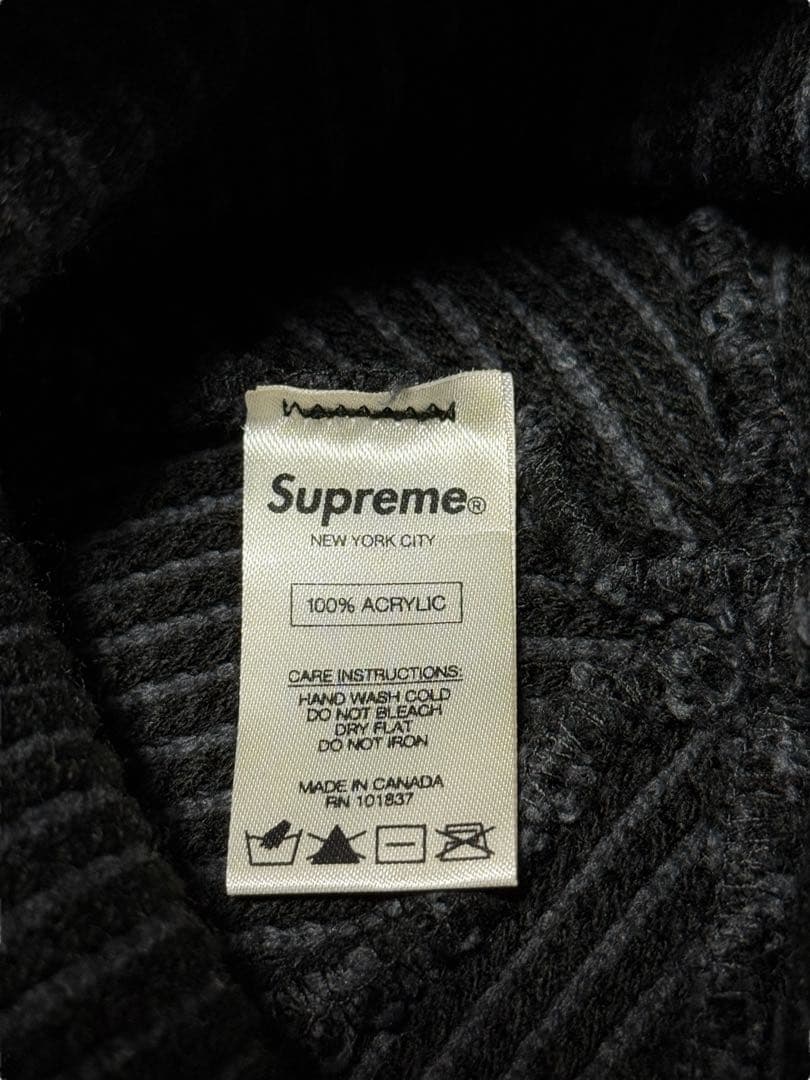 Supreme®
NEW YORK CITY
100% ACRYLIC
CARE INSTRUCTIONS:
HAND WASH COLD
DO NOT BLEACH
DRY FLAT
DO NOT IRON
MADE IN CANADA
RN 101837